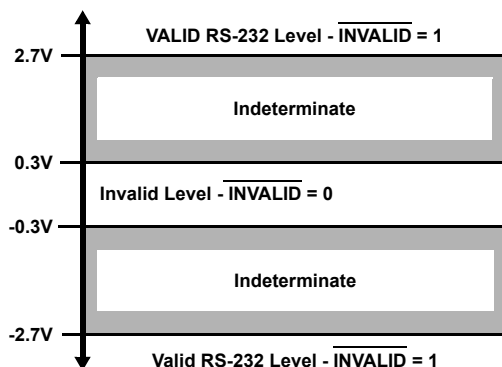 VALID RS-232 Level - INVALID = 1
2.7V
Indeterminate
0.3V
Invalid Level - INVALID = 0
-0.3V
Indeterminate
-2.7V
Valid RS-232 Level - INVALID = 1